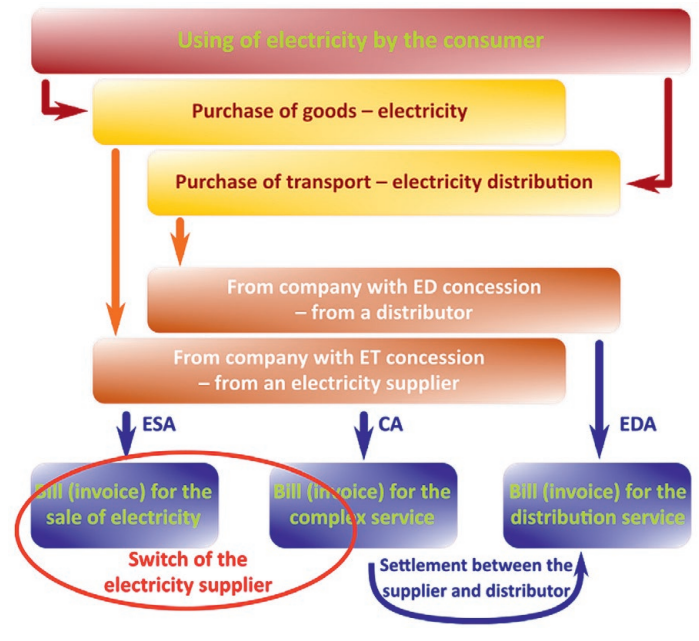 Using of electricity by the consumer
Purchase of goods – electricity
Purchase of transport – electricity distribution
From company with ED concession
– from a distributor
From company with ET concession
– from an electricity supplier
ESA
CA
EDA
Bill (invoice) for the
sale of electricity
Bill (invoice) for the
complex service
Bill (invoice) for the
distribution service
Switch of the
electricity supplier
Settlement between the
supplier and distributor